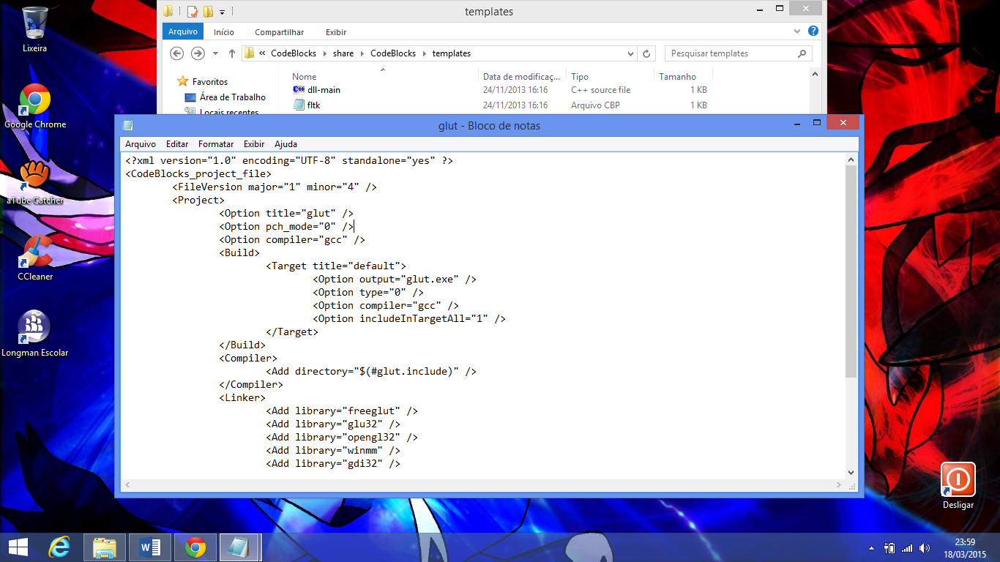 templates
Arquivo Início Compartilhar Exibir
« CodeBlocks share CodeBlocks templates
Pesquisar templates
Favoritos
Área de Trabalho
Locais recentes
Nome Data de modificaç... Tipo Tamanho
dll-main 24/11/2013 16:16 C++ source file 1 KB
fltk 24/11/2013 16:16 Arquivo CBP 1 KB
glut - Bloco de notas
Arquivo Editar Formatar Exibir Ajuda
<?xml version="1.0" encoding="UTF-8" standalone="yes" ?>
<CodeBlocks_project_file>
<FileVersion major="1" minor="4" />
<Project>
<Option title="glut" />
<Option pch_mode="0" />
<Option compiler="gcc" />
<Build>
<Target title="default">
<Option output="glut.exe" />
<Option type="0" />
<Option compiler="gcc" />
<Option includeInTargetAll="1" />
</Target>
</Build>
<Compiler>
<Add directory="$(#glut.include)" />
</Compiler>
<Linker>
<Add library="freeglut" />
<Add library="glu32" />
<Add library="opengl32" />
<Add library="winmm" />
<Add library="gdi32" />
Lixeira
Google Chrome
aTube Catcher
CCleaner
Longman Escolar
Desligar
23:59
18/03/2015